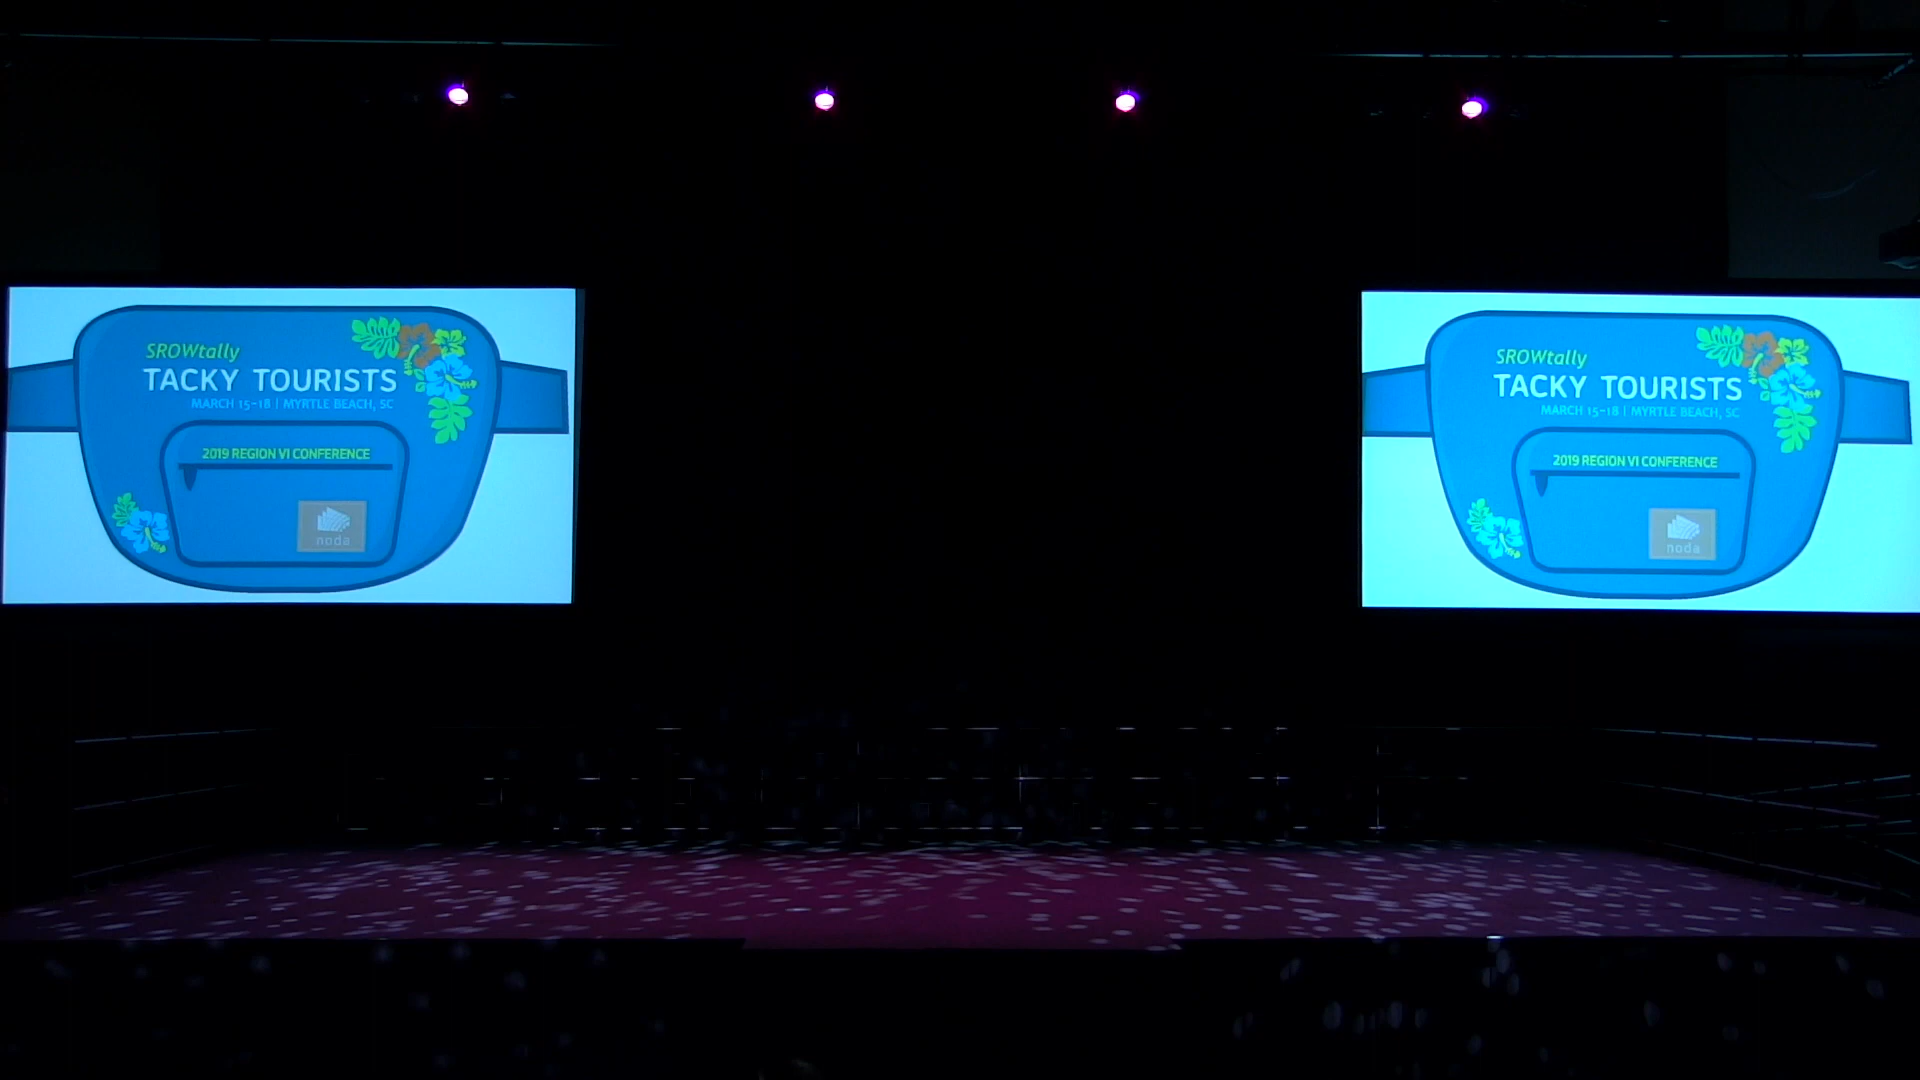 SROWtally
TACKY TOURISTS
MARCH 15-18 | MYRTLE BEACH, SC
2019 REGION VI CONFERENCE
noda
SROWtally
TACKY TOURISTS
MARCH 15-18 | MYRTLE BEACH, SC
2019 REGION VI CONFERENCE
noda